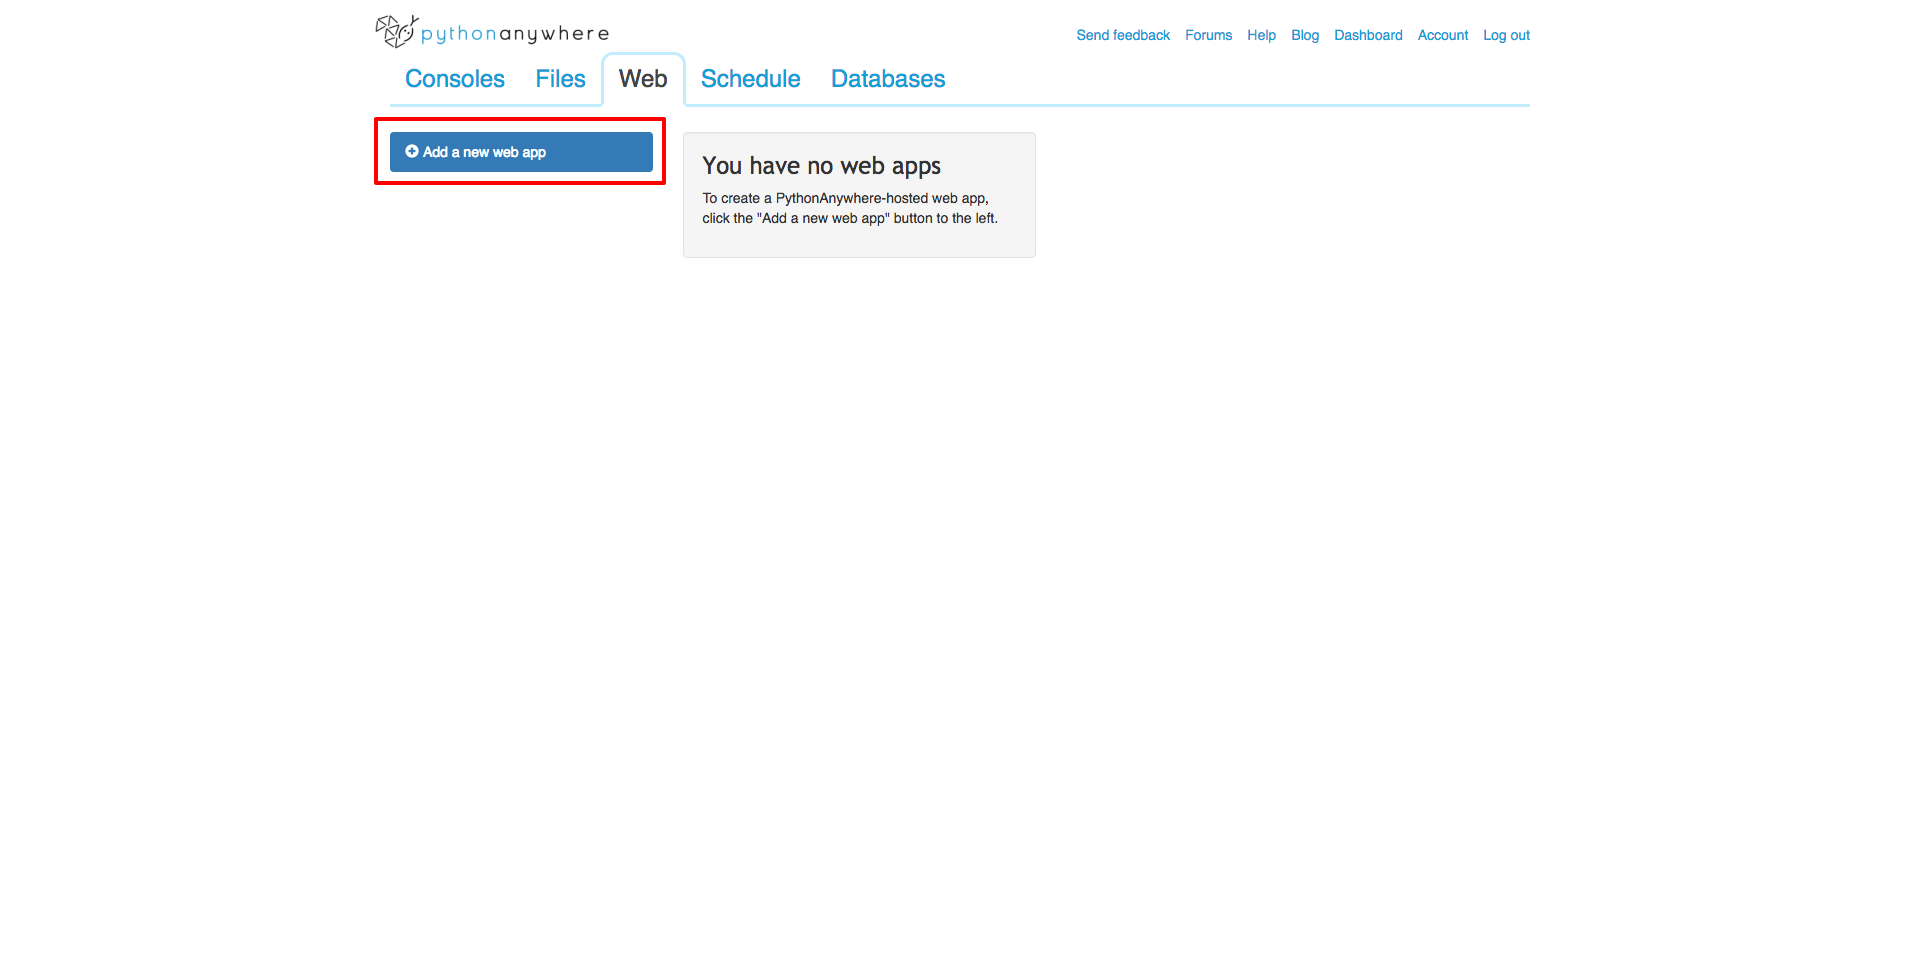 pythonanywhere
Send feedback Forums Help Blog Dashboard Account Log out
Consoles Files Web Schedule Databases
Add a new web app
You have no web apps
To create a PythonAnywhere-hosted web app,
click the "Add a new web app" button to the left.